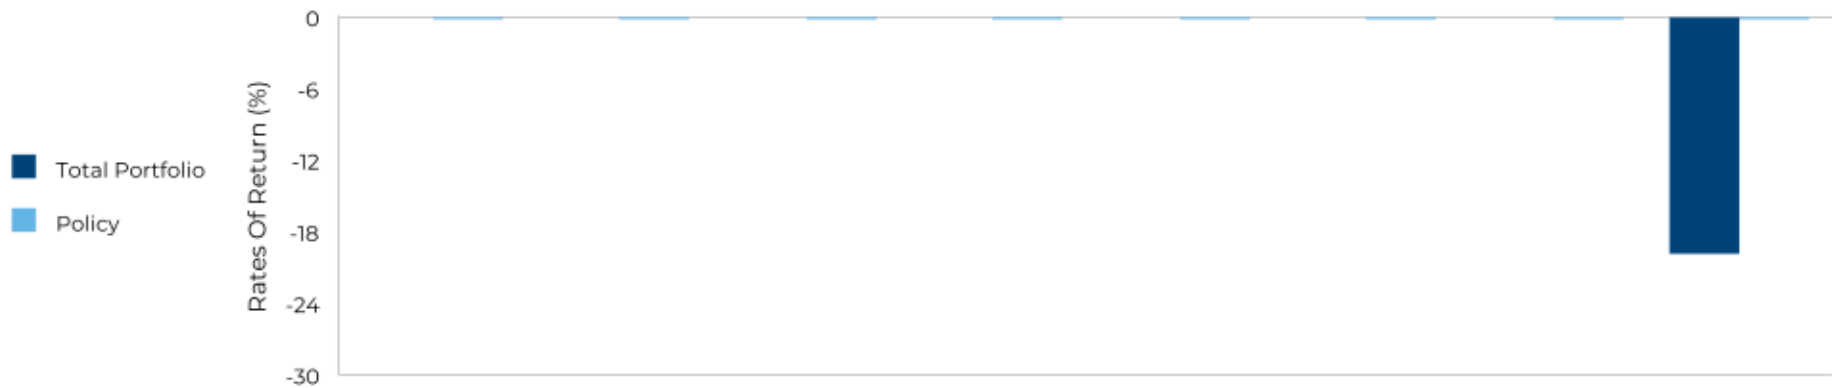 Total Portfolio
Policy
Rates Of Return (%)
0
-6
-12
-18
-24
-30